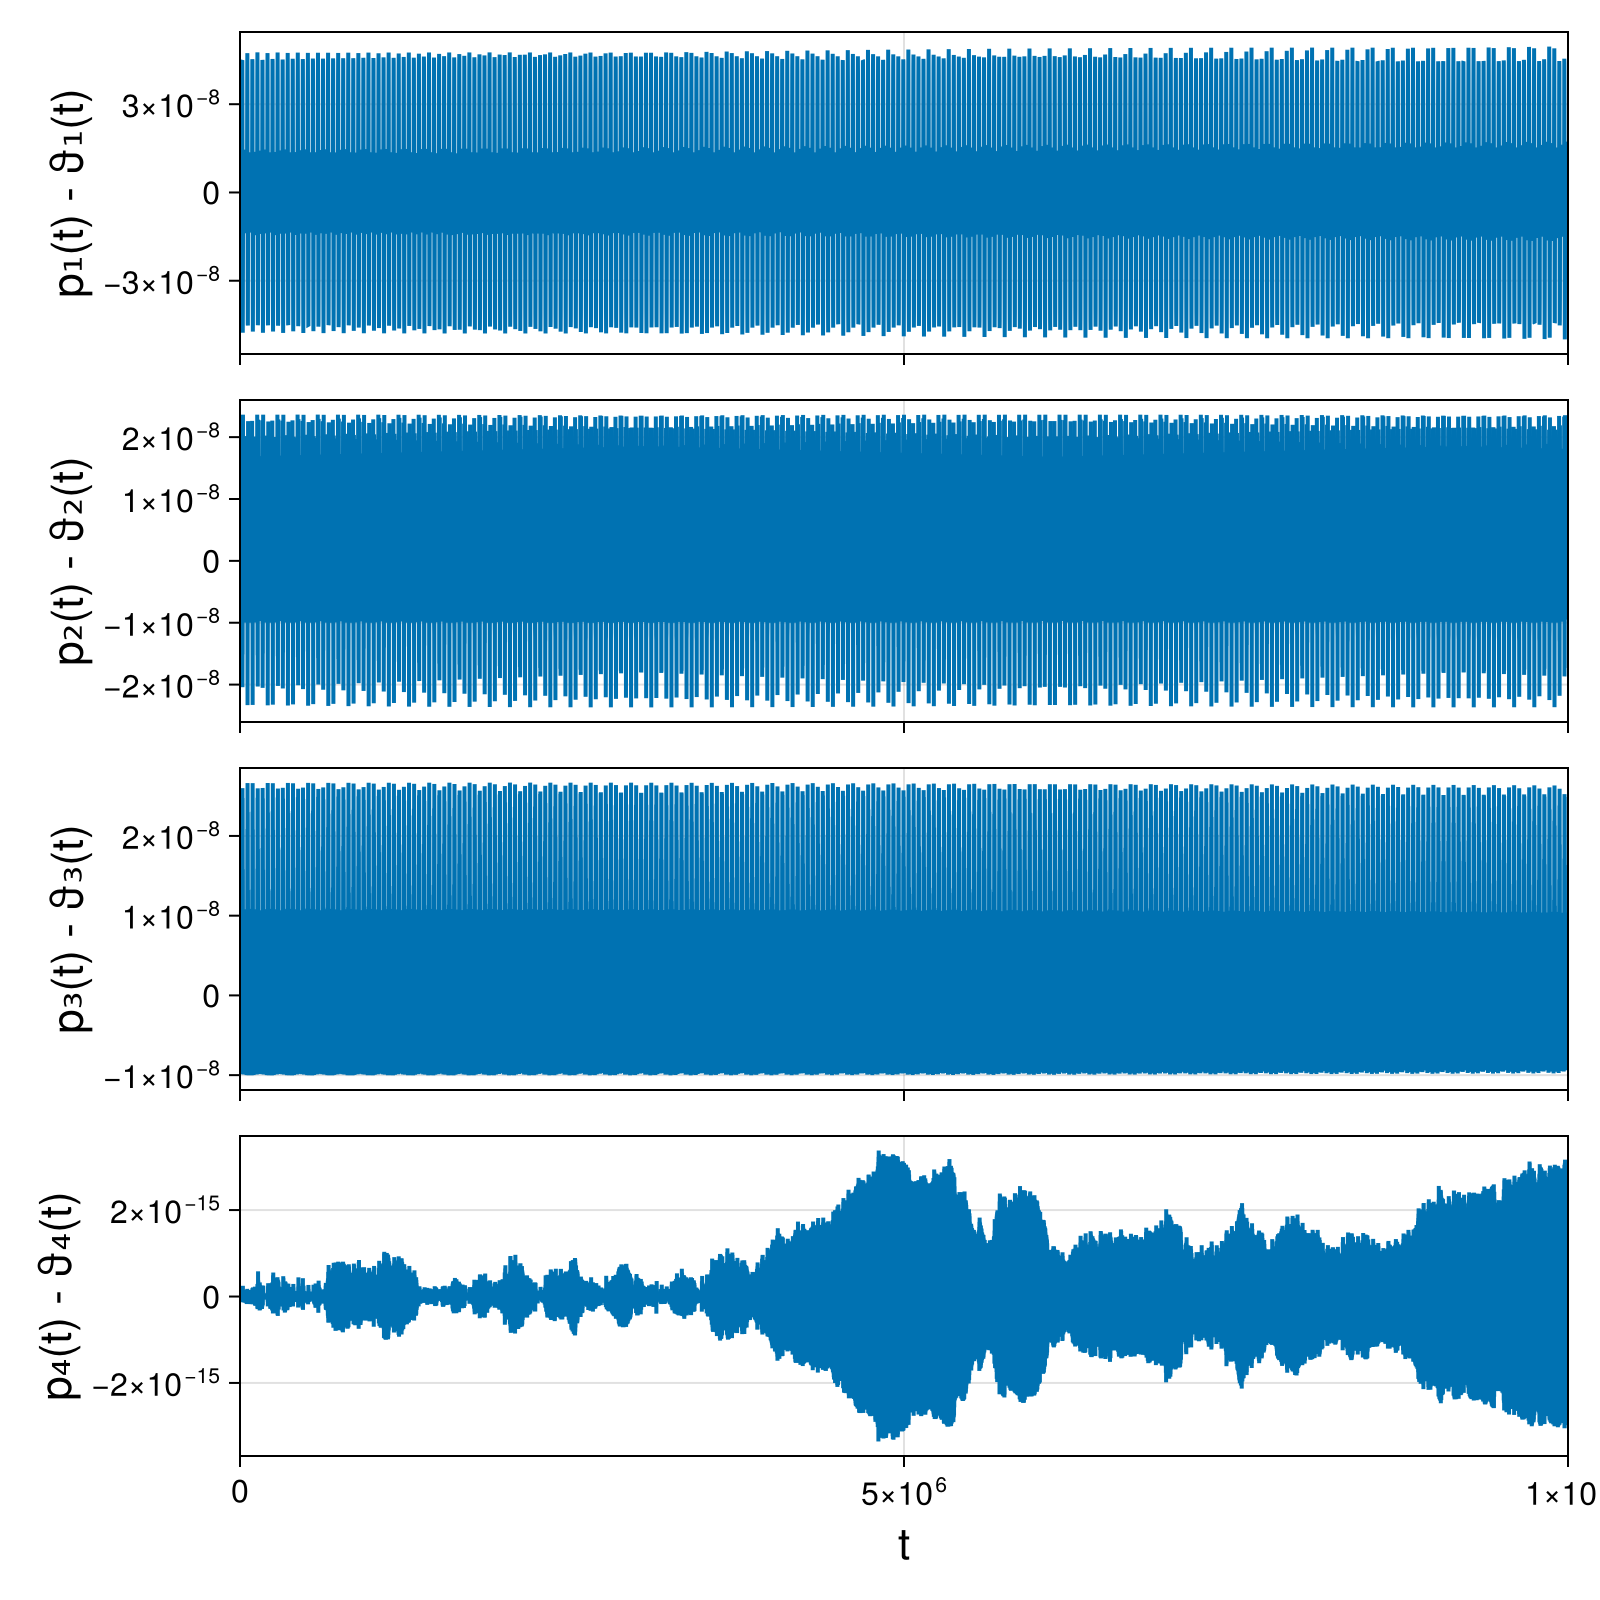 p₁(t) - ϑ₁(t)
3×10⁻⁸
0
−3×10⁻⁸
p₂(t) - ϑ₂(t)
2×10⁻⁸
1×10⁻⁸
0
−1×10⁻⁸
−2×10⁻⁸
p₃(t) - ϑ₃(t)
2×10⁻⁸
1×10⁻⁸
0
−1×10⁻⁸
p₄(t) - ϑ₄(t)
2×10⁻¹⁵
0
−2×10⁻¹⁵
0 5×10⁶ 1×10
t